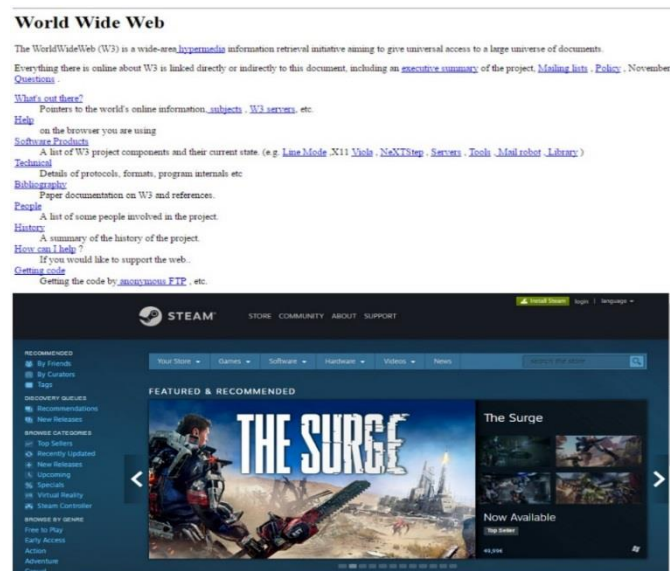 World Wide Web
The WorldWideWeb (W3) is a wide-area hypermedia information retrieval initiative aiming to give universal access to a large universe of documents.
Everything there is online about W3 is linked directly or indirectly to this document, including an executive summary of the project, Mailing lists , Policy , November
Questions .
What's out there?
Pointers to the world's online information, subjects , W3 servers, etc.
Help
on the browser you are using
Software Products
A list of W3 project components and their current state. (e.g. Line Mode ,X11 Viola , NeXTStep , Servers , Tools , Mail robot , Library )
Technical
Details of protocols, formats, program internals etc
Bibliography
Paper documentation on W3 and references.
People
A list of some people involved in the project.
History
A summary of the history of the project.
How can I help ?
If you would like to support the web..
Getting code
Getting the code by anonymous FTP , etc.
Install Steam login | language
STEAM STORE COMMUNITY ABOUT SUPPORT
Your Store Games Software Hardware Videos News search the store
RECOMMENDED
By Friends
By Curators
Tags
DISCOVERY QUEUES
Recommendations
New Releases
BROWSE CATEGORIES
Top Sellers
Recently Updated
New Releases
Upcoming
Specials
Virtual Reality
Steam Controller
BROWSE BY GENRE
Free to Play
Early Access
Action
Adventure
Casual
FEATURED & RECOMMENDED
THE SURGE
The Surge
Now Available
Top Seller
49,99€